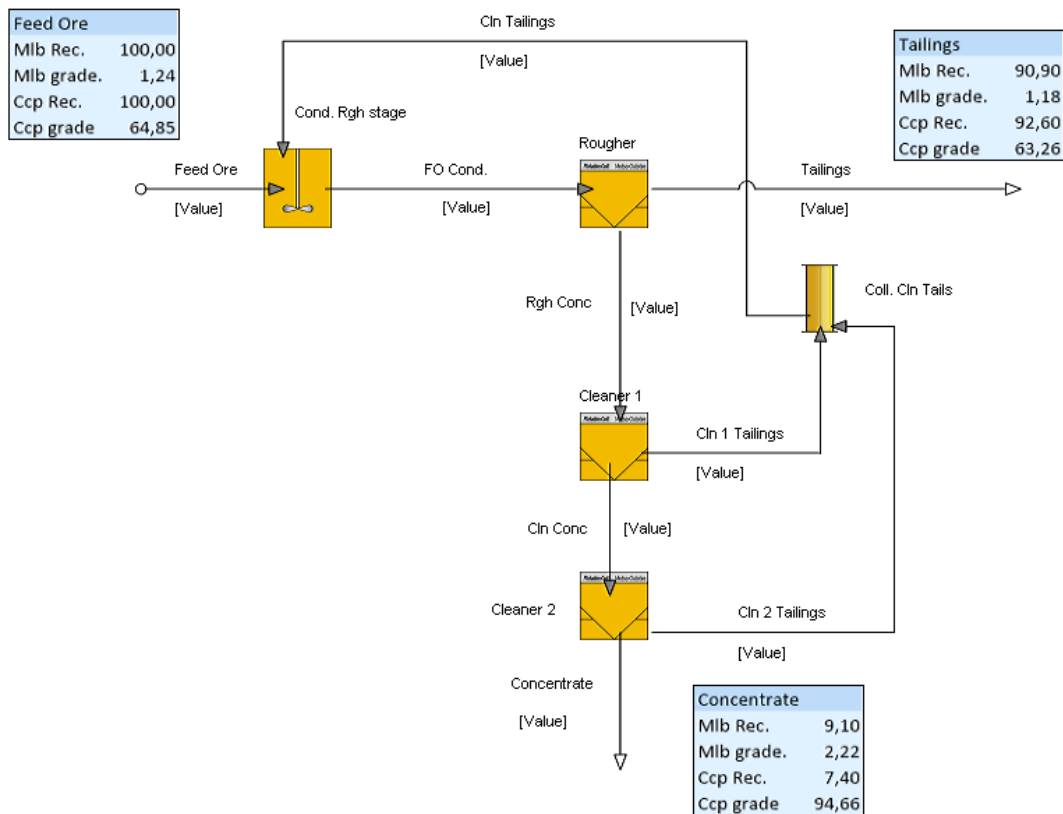 Feed Ore
Mlb Rec. 100,00
Mlb grade. 1,24
Ccp Rec. 100,00
Ccp grade 64,85
Cln Tailings
[Value]
Tailings
Mlb Rec. 90,90
Mlb grade. 1,18
Ccp Rec. 92,60
Ccp grade 63,26
Cond. Rgh stage
Rougher
Feed Ore
[Value]
FO Cond.
[Value]
Tailings
[Value]
Rgh Conc
[Value]
Coll. Cln Tails
Cleaner 1
Cln 1 Tailings
[Value]
Cln Conc
[Value]
Cleaner 2
Cln 2 Tailings
[Value]
Concentrate
[Value]
Concentrate
Mlb Rec. 9,10
Mlb grade. 2,22
Ccp Rec. 7,40
Ccp grade 94,66